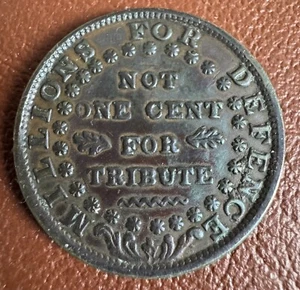 MILLIONS FOR DEFENCE
NOT
ONE CENT
FOR
TRIBUTE